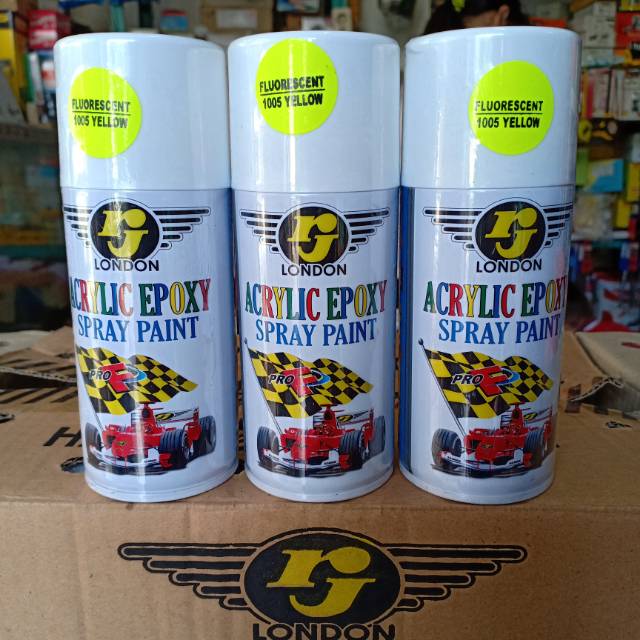 FLUORESCENT
1005 YELLOW
FLUORESCENT
1005 YELLOW
FLUORESCENT
1005 YELLOW
rj
LONDON
ACRYLIC EPOXY
SPRAY PAINT
PRO
rj
LONDON
ACRYLIC EPOXY
SPRAY PAINT
PRO
rj
LONDON
ACRYLIC EPOXY
SPRAY PAINT
PRO
rj
LONDON